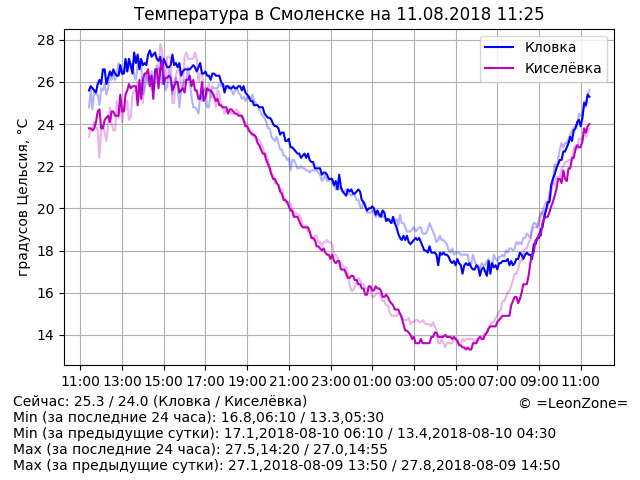 Температура в Смоленске на 11.08.2018 11:25
градусов Цельсия, °C
28
26
24
22
20
18
16
14
Кловка
Киселёвка
11:00 13:00 15:00 17:00 19:00 21:00 23:00 01:00 03:00 05:00 07:00 09:00 11:00
Сейчас: 25.3 / 24.0 (Кловка / Киселёвка)
© =LeonZone=
Min (за последние 24 часа): 16.8,06:10 / 13.3,05:30
Min (за предыдущие сутки): 17.1,2018-08-10 06:10 / 13.4,2018-08-10 04:30
Max (за последние 24 часа): 27.5,14:20 / 27.0,14:55
Max (за предыдущие сутки): 27.1,2018-08-09 13:50 / 27.8,2018-08-09 14:50